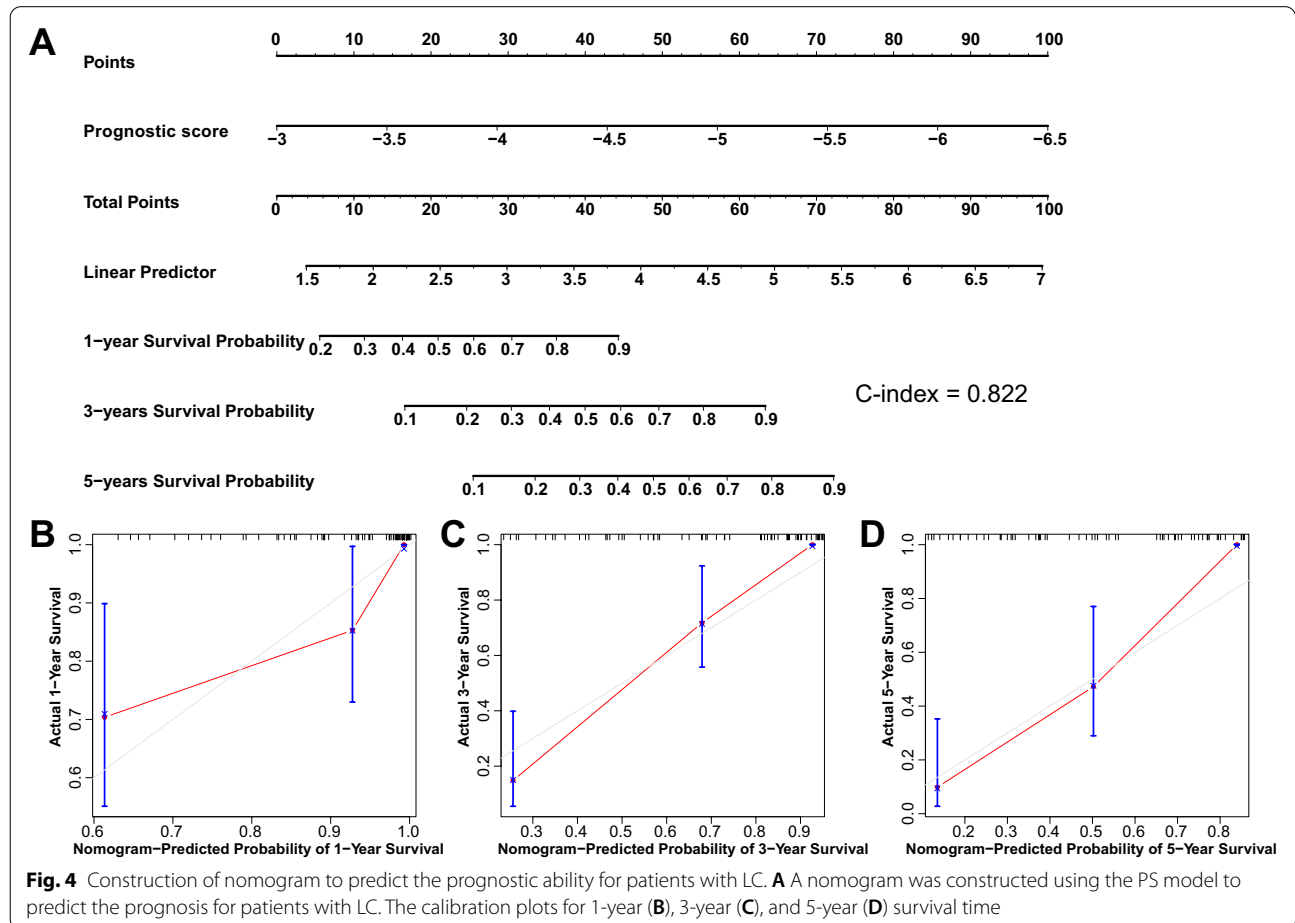 A
Points
0 10 20 30 40 50 60 70 80 90 100
Prognostic score
−3 −3.5 −4 −4.5 −5 −5.5 −6 −6.5
Total Points
0 10 20 30 40 50 60 70 80 90 100
Linear Predictor
1.5 2 2.5 3 3.5 4 4.5 5 5.5 6 6.5 7
1−year Survival Probability
0.2 0.3 0.4 0.5 0.6 0.7 0.8 0.9
3−years Survival Probability
0.1 0.2 0.3 0.4 0.5 0.6 0.7 0.8 0.9
C-index = 0.822
5−years Survival Probability
0.1 0.2 0.3 0.4 0.5 0.6 0.7 0.8 0.9
B
Actual 1−Year Survival
1.0
0.9
0.8
0.7
0.6
0.6 0.7 0.8 0.9 1.0
Nomogram−Predicted Probability of 1−Year Survival
C
Actual 3−Year Survival
1.0
0.8
0.6
0.4
0.2
0.3 0.4 0.5 0.6 0.7 0.8 0.9
Nomogram−Predicted Probability of 3−Year Survival
D
Actual 5−Year Survival
1.0
0.8
0.6
0.4
0.2
0.0
0.2 0.3 0.4 0.5 0.6 0.7 0.8
Nomogram−Predicted Probability of 5−Year Survival
Fig. 4 Construction of nomogram to predict the prognostic ability for patients with LC. A A nomogram was constructed using the PS model to
predict the prognosis for patients with LC. The calibration plots for 1-year (B), 3-year (C), and 5-year (D) survival time